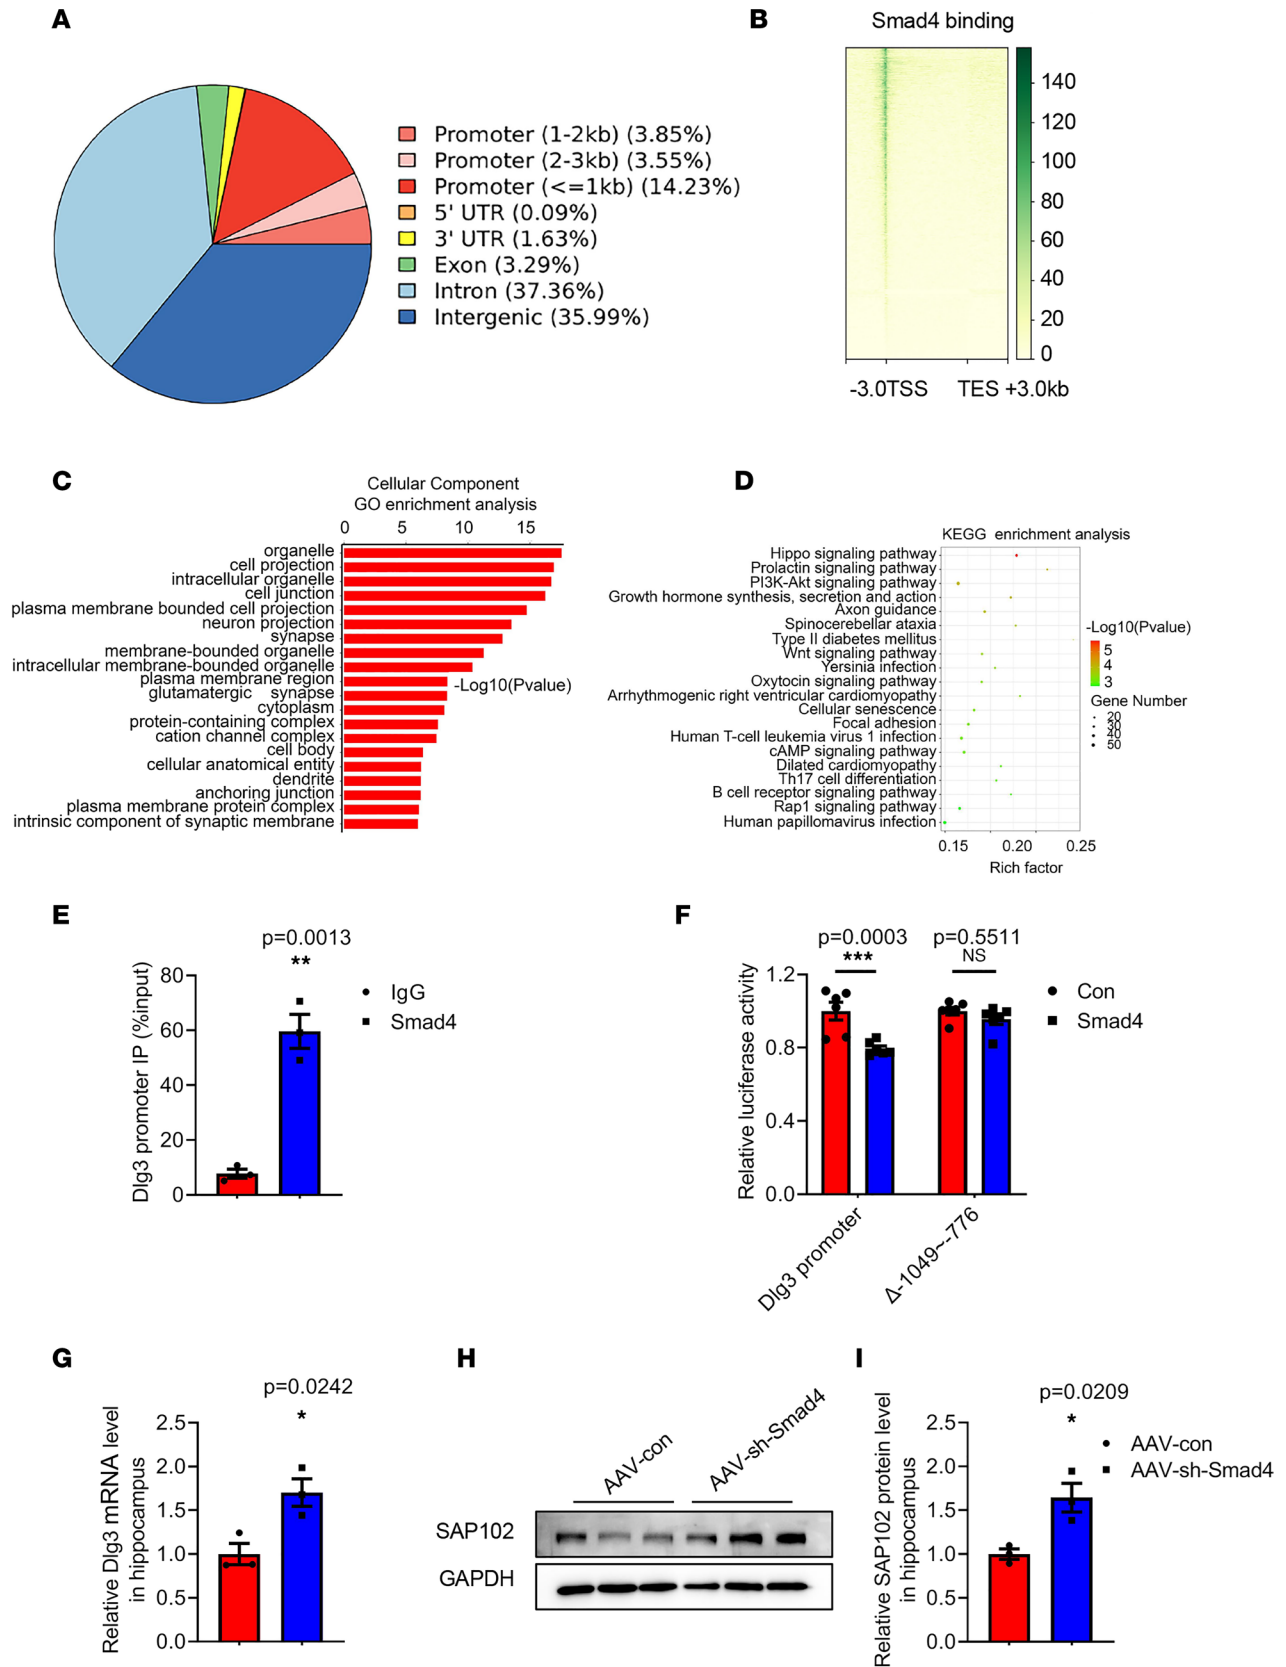 A
Promoter (1-2kb) (3.85%)
Promoter (2-3kb) (3.55%)
Promoter (<=1kb) (14.23%)
5' UTR (0.09%)
3' UTR (1.63%)
Exon (3.29%)
Intron (37.36%)
Intergenic (35.99%)
B
Smad4 binding
140
120
100
80
60
40
20
0
-3.0TSS TES +3.0kb
C
Cellular Component
GO enrichment analysis
0 5 10 15
organelle
cell projection
intracellular organelle
cell junction
plasma membrane bounded cell projection
neuron projection
synapse
membrane-bounded organelle
intracellular membrane-bounded organelle
plasma membrane region
glutamatergic synapse
cytoplasm
protein-containing complex
cation channel complex
cell body
cellular anatomical entity
dendrite
anchoring junction
plasma membrane protein complex
intrinsic component of synaptic membrane
-Log10(Pvalue)
D
KEGG enrichment analysis
Hippo signaling pathway
Prolactin signaling pathway
PI3K-Akt signaling pathway
Growth hormone synthesis, secretion and action
Axon guidance
Spinocerebellar ataxia
Type II diabetes mellitus
Wnt signaling pathway
Yersinia infection
Oxytocin signaling pathway
Arrhythmogenic right ventricular cardiomyopathy
Cellular senescence
Focal adhesion
Human T-cell leukemia virus 1 infection
cAMP signaling pathway
Dilated cardiomyopathy
Th17 cell differentiation
B cell receptor signaling pathway
Rap1 signaling pathway
Human papillomavirus infection
0.15 0.20 0.25
Rich factor
-Log10(Pvalue)
5
4
3
Gene Number
20
30
40
50
E
p=0.0013
**
Dlg3 promoter IP (%input)
80
60
40
20
0
IgG
Smad4
F
p=0.0003 p=0.5511
*** NS
Relative luciferase activity
1.2
0.8
0.4
0.0
Dlg3 promoter
Δ-1049~-776
Con
Smad4
G
p=0.0242
*
Relative Dlg3 mRNA level
in hippocampus
2.5
2.0
1.5
1.0
0.5
0.0
H
AAV-con
AAV-sh-Smad4
SAP102
GAPDH
I
p=0.0209
*
Relative SAP102 protein level
in hippocampus
2.5
2.0
1.5
1.0
0.5
0.0
AAV-con
AAV-sh-Smad4